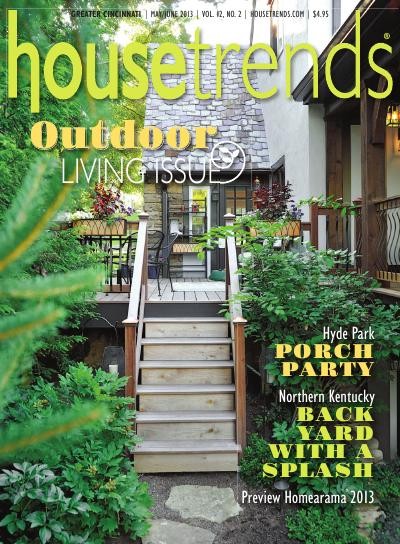 GREATER CINCINNATI | MAY/JUNE 2013 | VOL. 12, NO. 2 | HOUSETRENDS.COM | $4.95
housetrends®
Outdoor
LIVING ISSUE
Hyde Park
PORCH
PARTY
Northern Kentucky
BACK
YARD
WITH A
SPLASH
Preview Homearama 2013